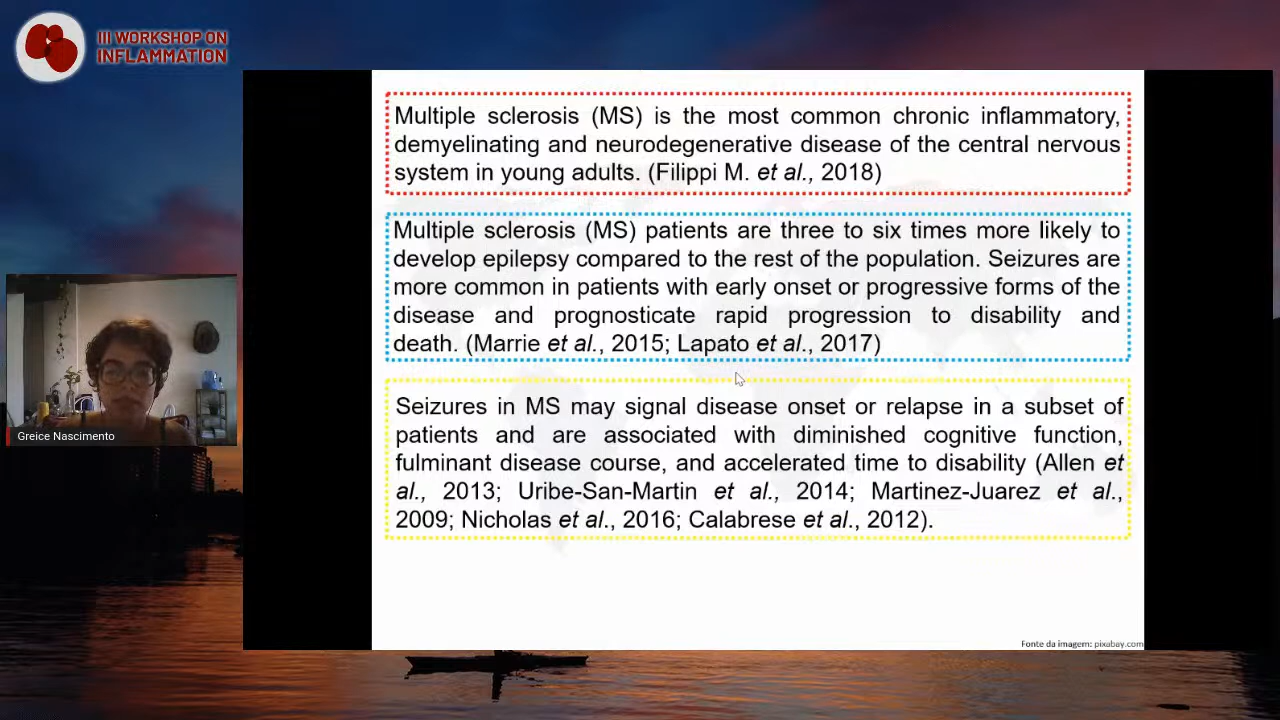 III WORKSHOP ON
INFLAMMATION
Multiple sclerosis (MS) is the most common chronic inflammatory,
demyelinating and neurodegenerative disease of the central nervous
system in young adults. (Filippi M. et al., 2018)
Multiple sclerosis (MS) patients are three to six times more likely to
develop epilepsy compared to the rest of the population. Seizures are
more common in patients with early onset or progressive forms of the
disease and prognosticate rapid progression to disability and
death. (Marrie et al., 2015; Lapato et al., 2017)
Seizures in MS may signal disease onset or relapse in a subset of
patients and are associated with diminished cognitive function,
fulminant disease course, and accelerated time to disability (Allen et
al., 2013; Uribe-San-Martin et al., 2014; Martinez-Juarez et al.,
2009; Nicholas et al., 2016; Calabrese et al., 2012).
Greice Nascimento
Fonte da imagem: pixabay.com